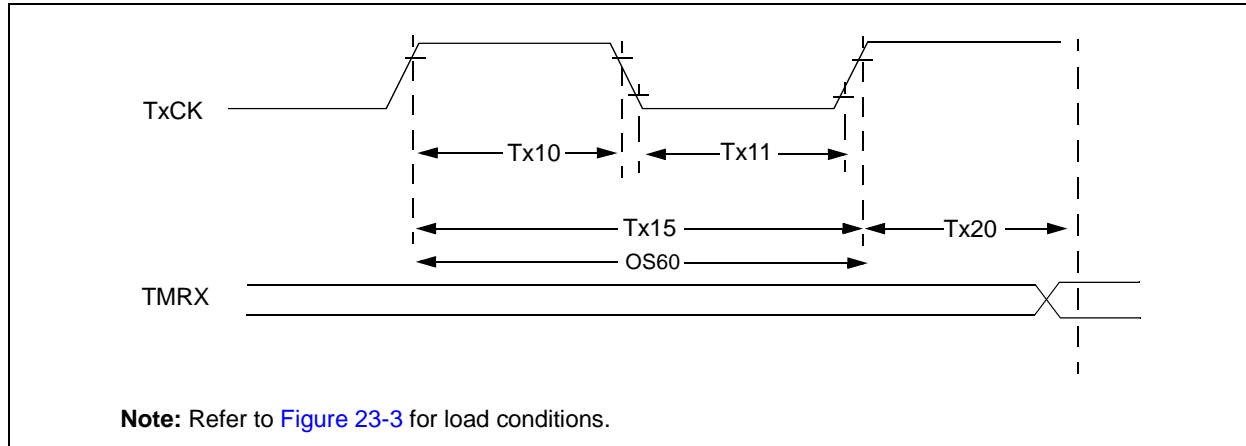 TxCK
Tx10
Tx11
Tx15
Tx20
OS60
TMRX
Note: Refer to Figure 23-3 for load conditions.